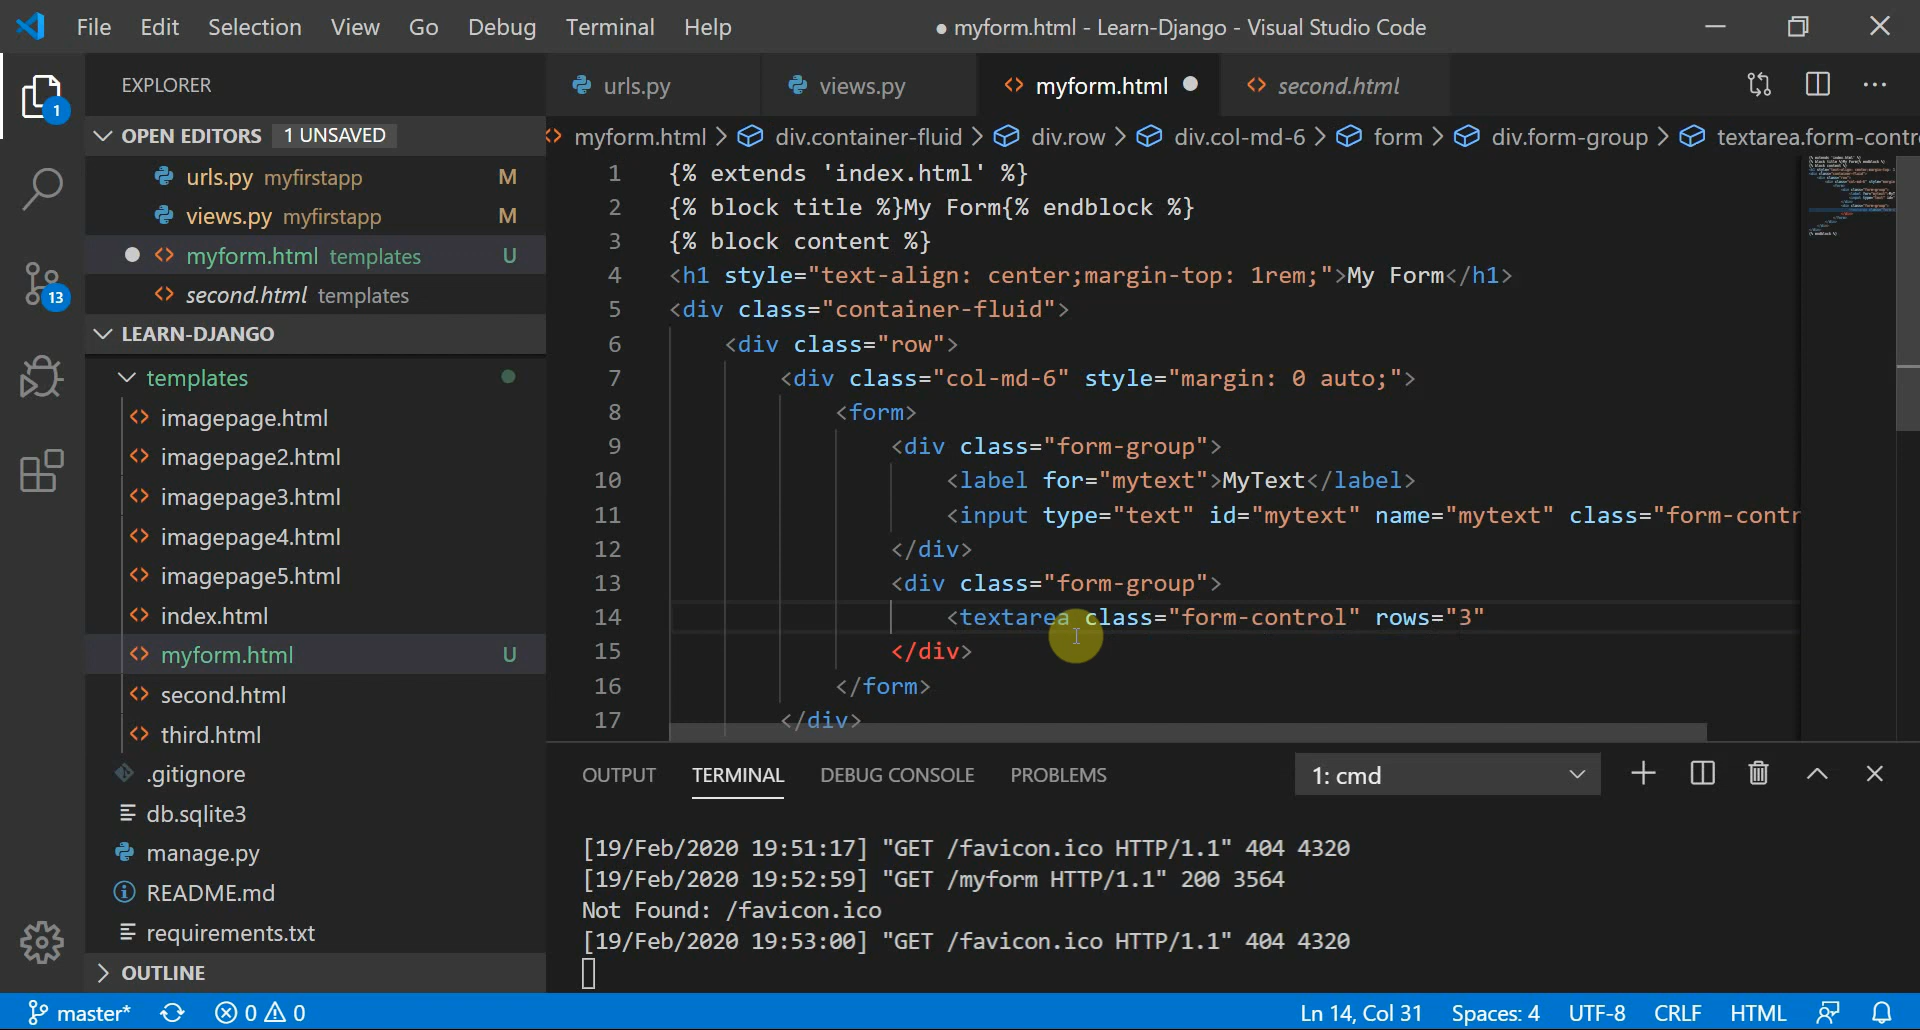 File Edit Selection View Go Debug Terminal Help
● myform.html - Learn-Django - Visual Studio Code
EXPLORER
1
OPEN EDITORS 1 UNSAVED
urls.py myfirstapp M
views.py myfirstapp M
myform.html templates U
second.html templates
13
LEARN-DJANGO
templates
imagepage.html
imagepage2.html
imagepage3.html
imagepage4.html
imagepage5.html
index.html
myform.html U
second.html
third.html
.gitignore
db.sqlite3
manage.py
README.md
requirements.txt
OUTLINE
urls.py views.py myform.html second.html
myform.html > div.container-fluid > div.row > div.col-md-6 > form > div.form-group > textarea.form-contr
1 {% extends 'index.html' %}
2 {% block title %}My Form{% endblock %}
3 {% block content %}
4 <h1 style="text-align: center;margin-top: 1rem;">My Form</h1>
5 <div class="container-fluid">
6 <div class="row">
7 <div class="col-md-6" style="margin: 0 auto;">
8 <form>
9 <div class="form-group">
10 <label for="mytext">MyText</label>
11 <input type="text" id="mytext" name="mytext" class="form-contr
12 </div>
13 <div class="form-group">
14 <textarea class="form-control" rows="3"
15 </div>
16 </form>
17 </div>
OUTPUT TERMINAL DEBUG CONSOLE PROBLEMS 1: cmd
[19/Feb/2020 19:51:17] "GET /favicon.ico HTTP/1.1" 404 4320
[19/Feb/2020 19:52:59] "GET /myform HTTP/1.1" 200 3564
Not Found: /favicon.ico
[19/Feb/2020 19:53:00] "GET /favicon.ico HTTP/1.1" 404 4320
master* 0 0 Ln 14, Col 31 Spaces: 4 UTF-8 CRLF HTML